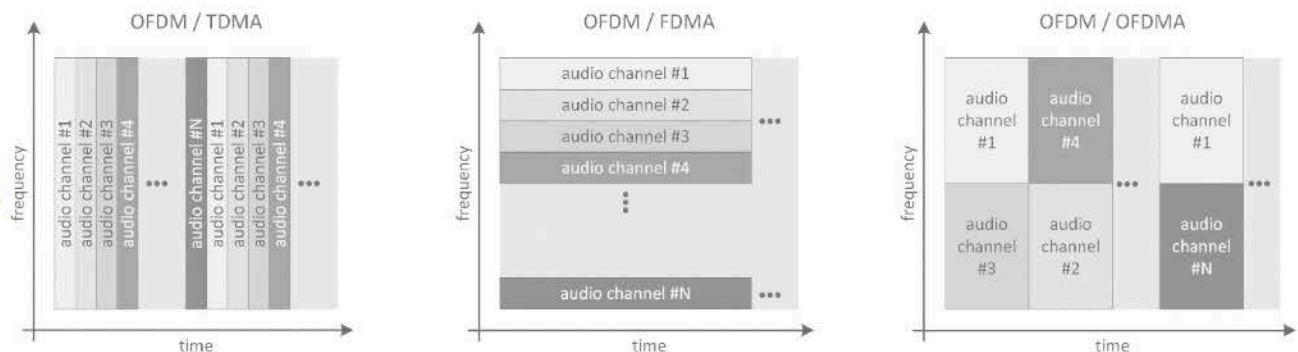 OFDM / TDMA
frequency
audio channel #1
audio channel #2
audio channel #3
audio channel #4
•••
audio channel #N
audio channel #1
audio channel #2
audio channel #3
audio channel #4
•••
time
OFDM / FDMA
frequency
audio channel #1
audio channel #2
audio channel #3
audio channel #4
•••
•••
audio channel #N
•••
time
OFDM / OFDMA
frequency
audio
channel
#1
audio
channel
#4
•••
audio
channel
#1
•••
audio
channel
#3
audio
channel
#2
audio
channel
#N
time